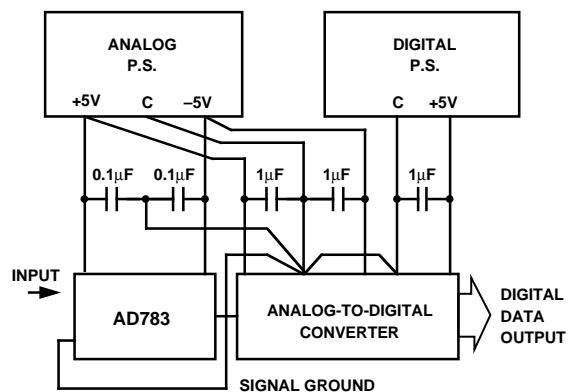 ANALOG
P.S.
+5V C –5V
DIGITAL
P.S.
C +5V
0.1µF 0.1µF 1µF 1µF 1µF
INPUT
AD783
ANALOG-TO-DIGITAL
CONVERTER
DIGITAL
DATA
OUTPUT
SIGNAL GROUND